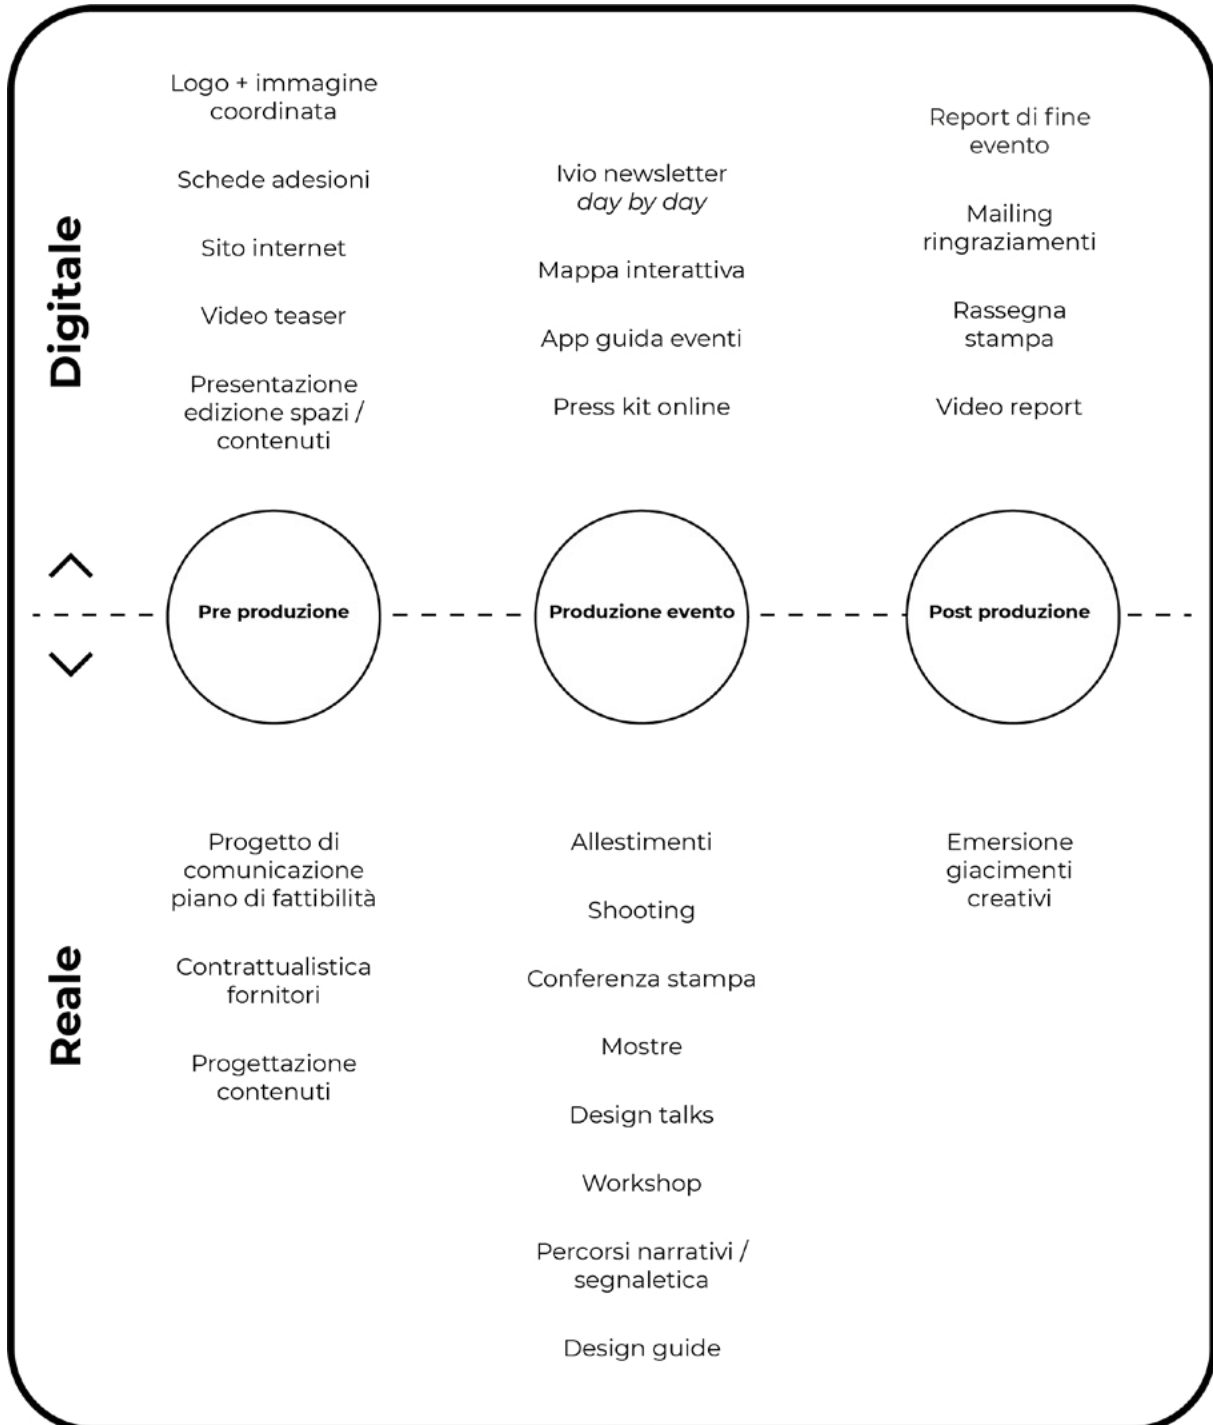 Digitale
Logo + immagine
coordinata
Schede adesioni
Sito internet
Video teaser
Presentazione
edizione spazi /
contenuti
Ivio newsletter
day by day
Mappa interattiva
App guida eventi
Press kit online
Report di fine
evento
Mailing
ringraziamenti
Rassegna
stampa
Video report
Pre produzione
Produzione evento
Post produzione
Reale
Progetto di
comunicazione
piano di fattibilità
Contrattualistica
fornitori
Progettazione
contenuti
Allestimenti
Shooting
Conferenza stampa
Mostre
Design talks
Workshop
Percorsi narrativi /
segnaletica
Design guide
Emersione
giacimenti
creativi